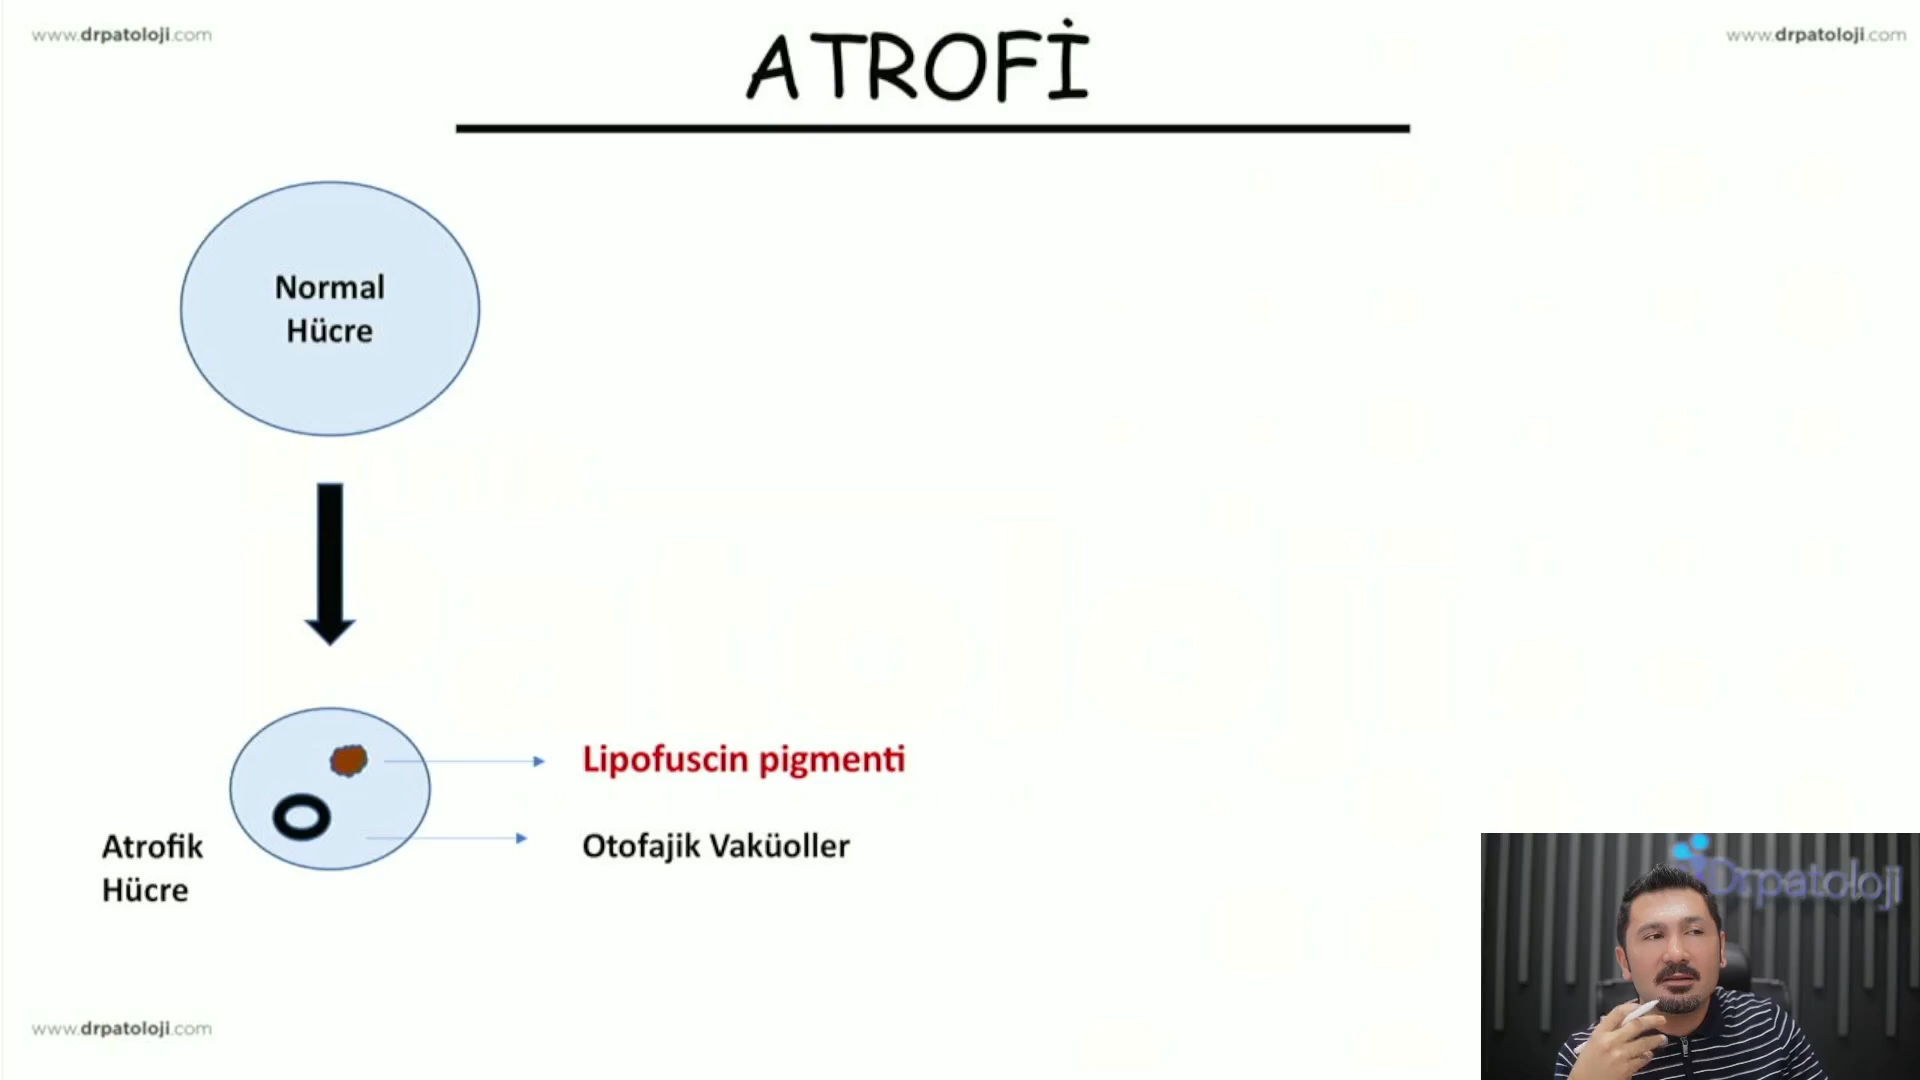 www.drpatoloji.com
ATROFİ
www.drpatoloji.com
Normal
Hücre
Lipofuscin pigmenti
Otofajik Vaküoller
Atrofik
Hücre
Drpatoloji
www.drpatoloji.com